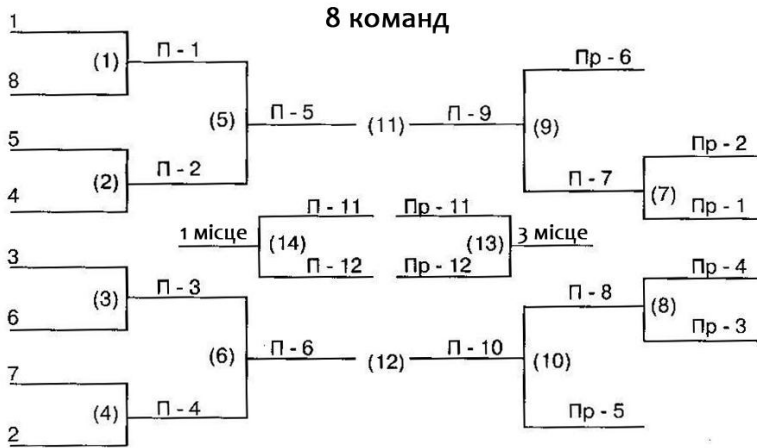 8 команд
1
П - 1
Пр - 6
(1)
8
(5)
П - 5
(11)
П - 9
(9)
5
Пр - 2
(2)
П - 2
П - 7
(7)
4
Пр - 1
П - 11
Пр - 11
1 місце
(14)
(13)
3 місце
П - 12
Пр - 12
3
Пр - 4
(3)
П - 3
П - 8
(8)
6
Пр - 3
(6)
П - 6
(12)
П - 10
(10)
7
(4)
П - 4
Пр - 5
2